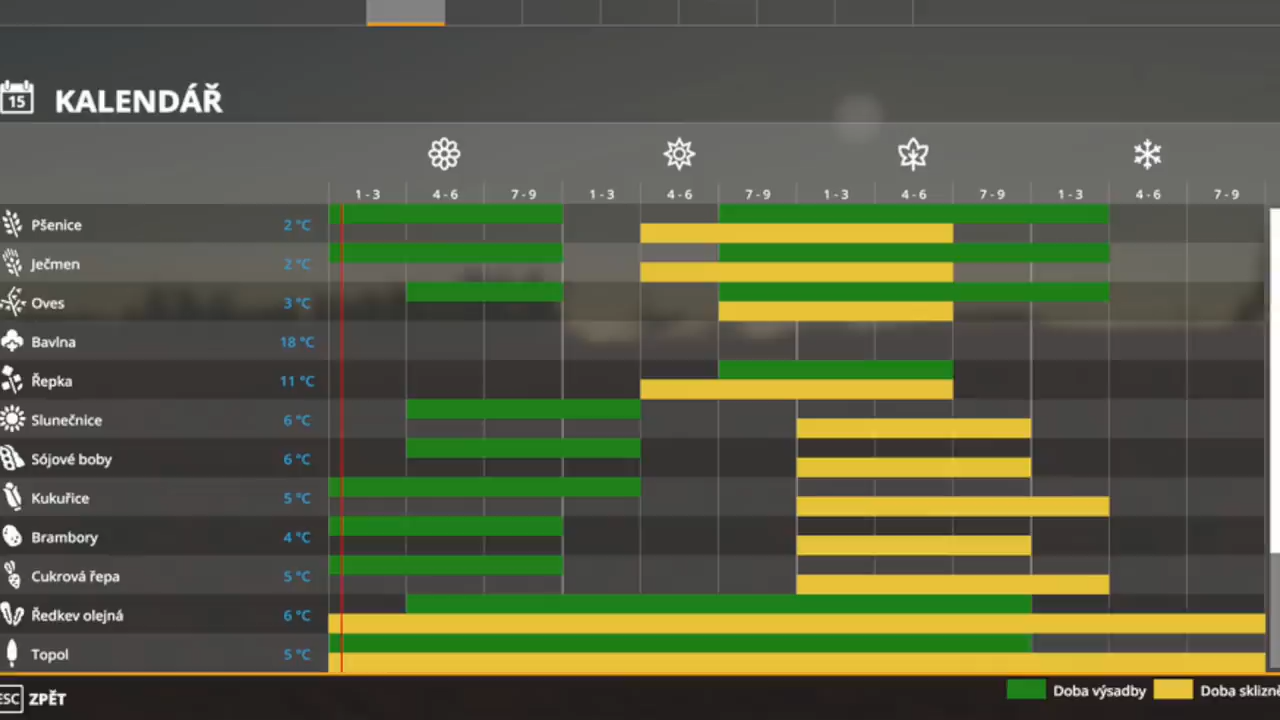 15 KALENDÁŘ
1 - 3 4 - 6 7 - 9 1 - 3 4 - 6 7 - 9 1 - 3 4 - 6 7 - 9 1 - 3 4 - 6 7 - 9
Pšenice 2 °C
Ječmen 2 °C
Oves 3 °C
Bavlna 18 °C
Řepka 11 °C
Slunečnice 6 °C
Sójové boby 6 °C
Kukuřice 5 °C
Brambory 4 °C
Cukrová řepa 5 °C
Ředkev olejná 6 °C
Topol 5 °C
ESC ZPĚT Doba výsadby Doba sklizně